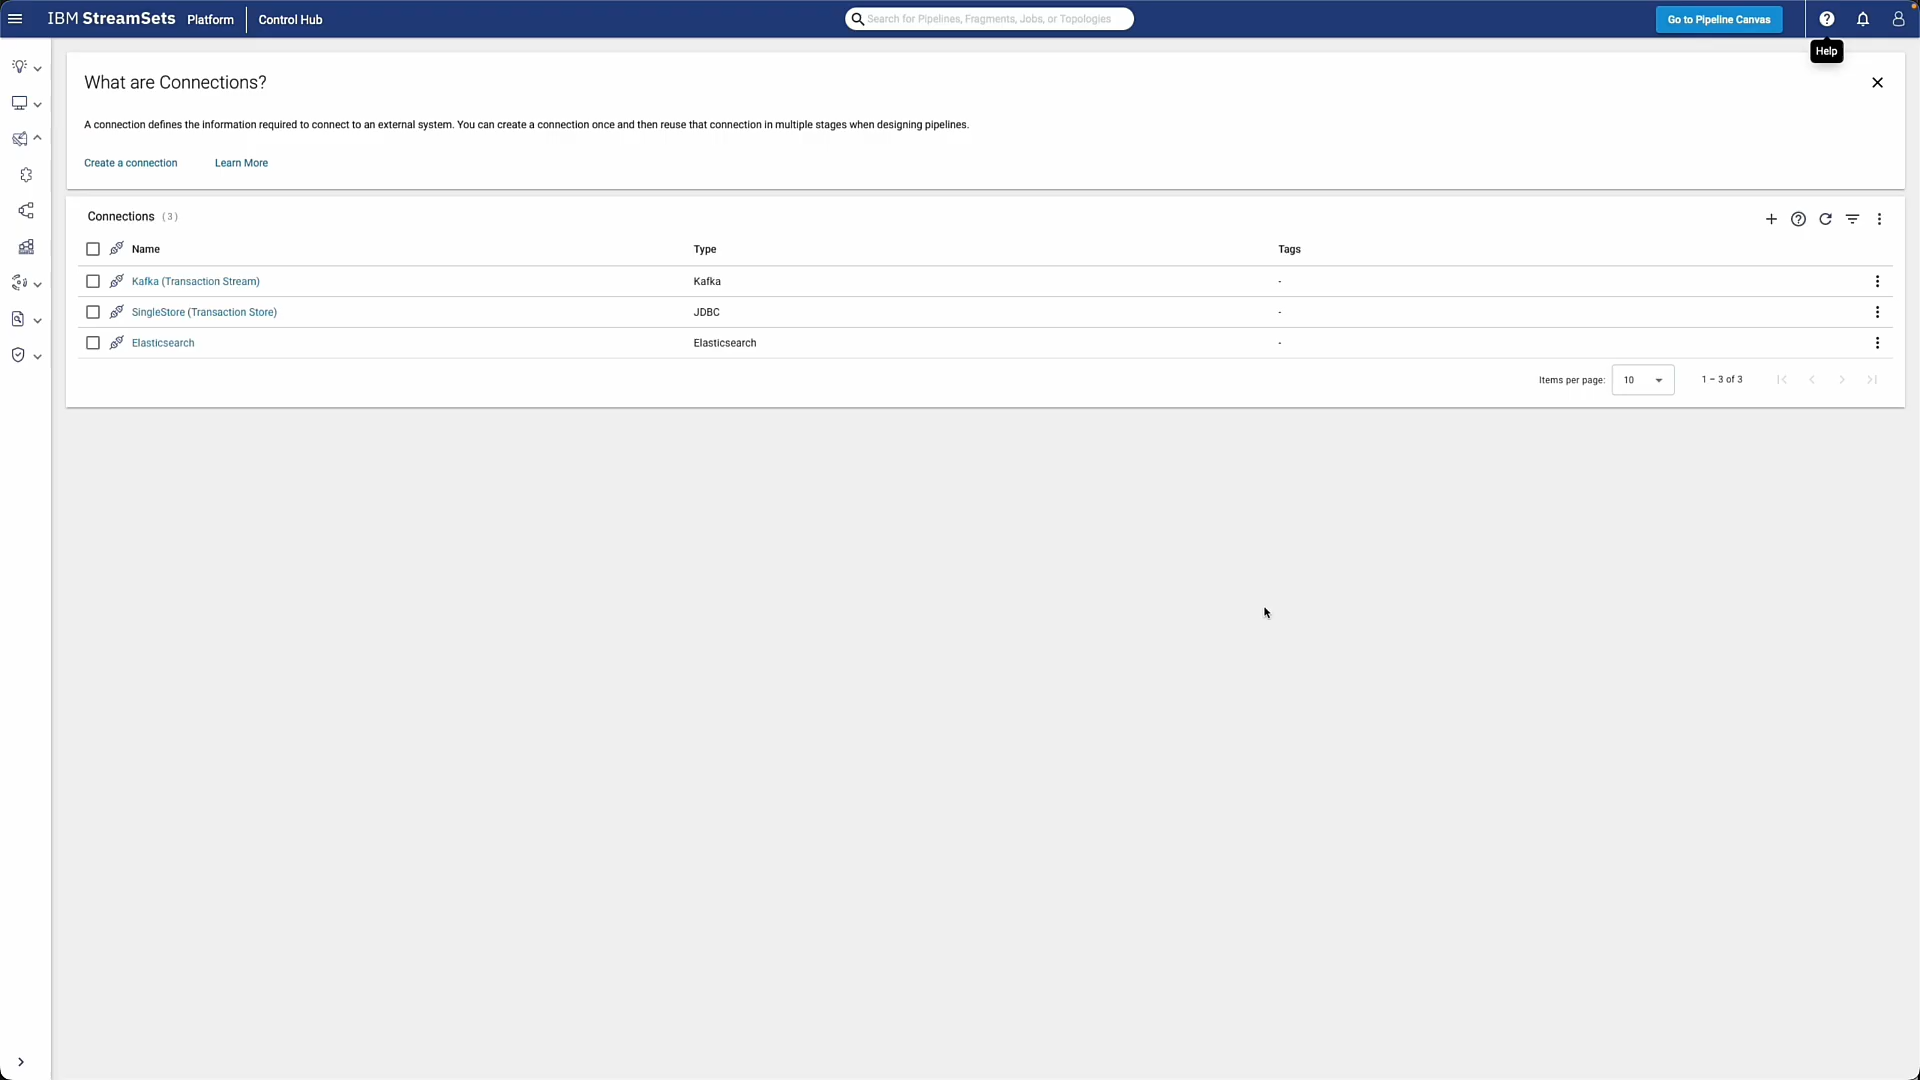 IBM StreamSets Platform Control Hub
Search for Pipelines, Fragments, Jobs, or Topologies
Go to Pipeline Canvas
Help
What are Connections?
A connection defines the information required to connect to an external system. You can create a connection once and then reuse that connection in multiple stages when designing pipelines.
Create a connection Learn More
Connections (3)
Name Type Tags
Kafka (Transaction Stream) Kafka -
SingleStore (Transaction Store) JDBC -
Elasticsearch Elasticsearch -
Items per page: 10 1 – 3 of 3